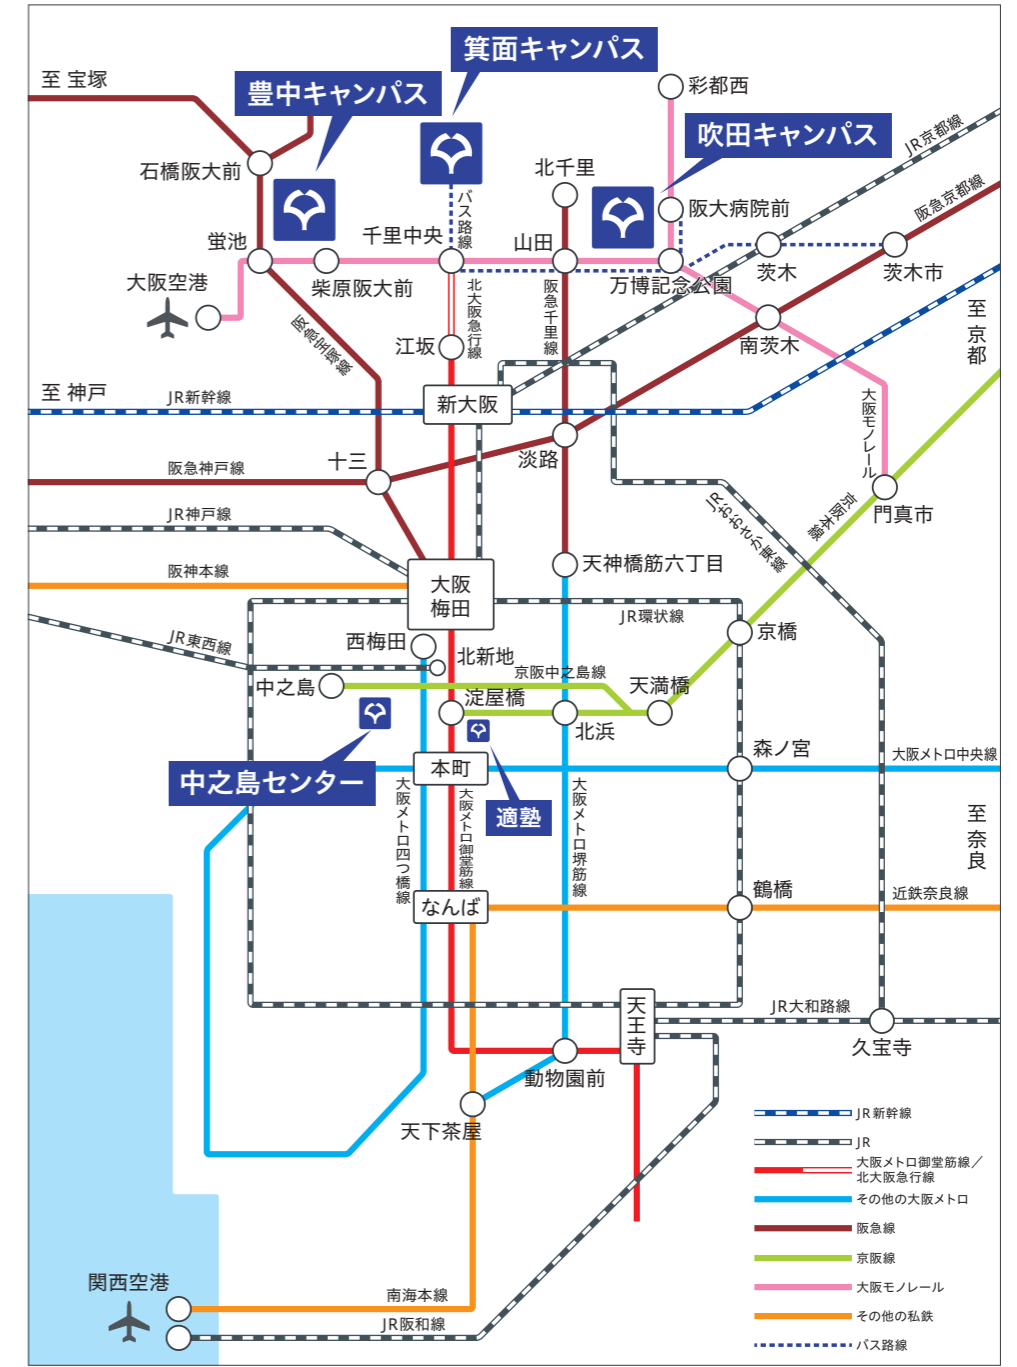 箕面キャンパス
至 宝塚
豊中キャンパス
彩都西
吹田キャンパス
JR京都線
石橋阪大前
北千里
阪急京都線
バス路線
阪大病院前
千里中央
山田
蛍池
茨木
茨木市
大阪空港
柴原阪大前
万博記念公園
北大阪急行線
阪急千里線
至 京都
阪急宝塚線
江坂
南茨木
至 神戸
JR新幹線
新大阪
大阪モノレール
十三
淡路
阪急神戸線
JRおおさか東線
京阪本線
門真市
JR神戸線
天神橋筋六丁目
阪神本線
大阪
梅田
JR環状線
京橋
JR東西線
西梅田
北新地
京阪中之島線
中之島
淀屋橋
天満橋
北浜
森ノ宮
大阪メトロ中央線
中之島センター
本町
大阪メトロ四つ橋線
大阪メトロ御堂筋線
適塾
大阪メトロ堺筋線
至 奈良
鶴橋
近鉄奈良線
なんば
天王寺
JR大和路線
久宝寺
動物園前
天下茶屋
JR新幹線
JR
大阪メトロ御堂筋線／
北大阪急行線
その他の大阪メトロ
阪急線
京阪線
大阪モノレール
その他の私鉄
バス路線
関西空港
南海本線
JR阪和線